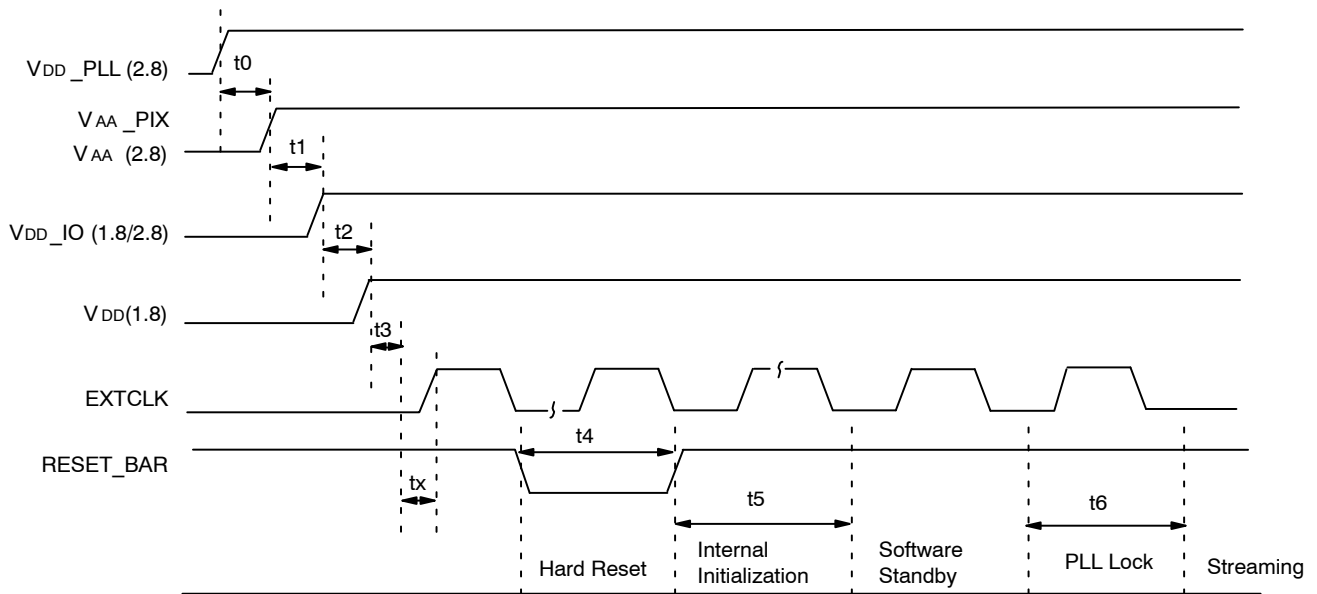 VDD_PLL (2.8)
t0
VAA_PIX
VAA (2.8)
t1
VDD_IO (1.8/2.8)
t2
VDD(1.8)
t3
EXTCLK
RESET_BAR
t4
tx
t5
t6
Hard Reset
Internal
Initialization
Software
Standby
PLL Lock
Streaming